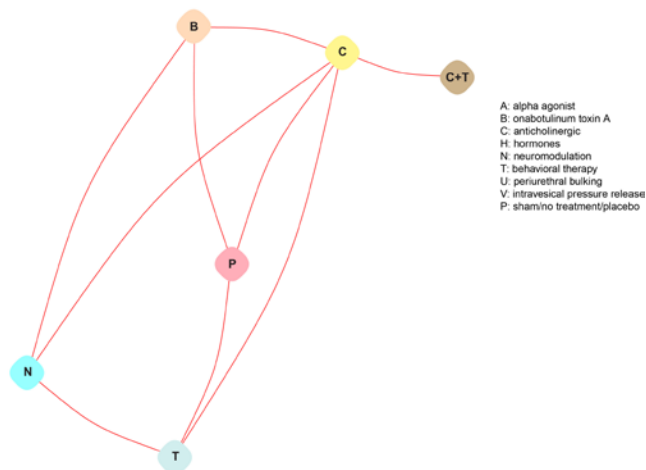 B
C
C+T
A: alpha agonist
B: onabotulinum toxin A
C: anticholinergic
H: hormones
N: neuromodulation
T: behavioral therapy
U: periurethral bulking
V: intravesical pressure release
P: sham/no treatment/placebo
P
N
T